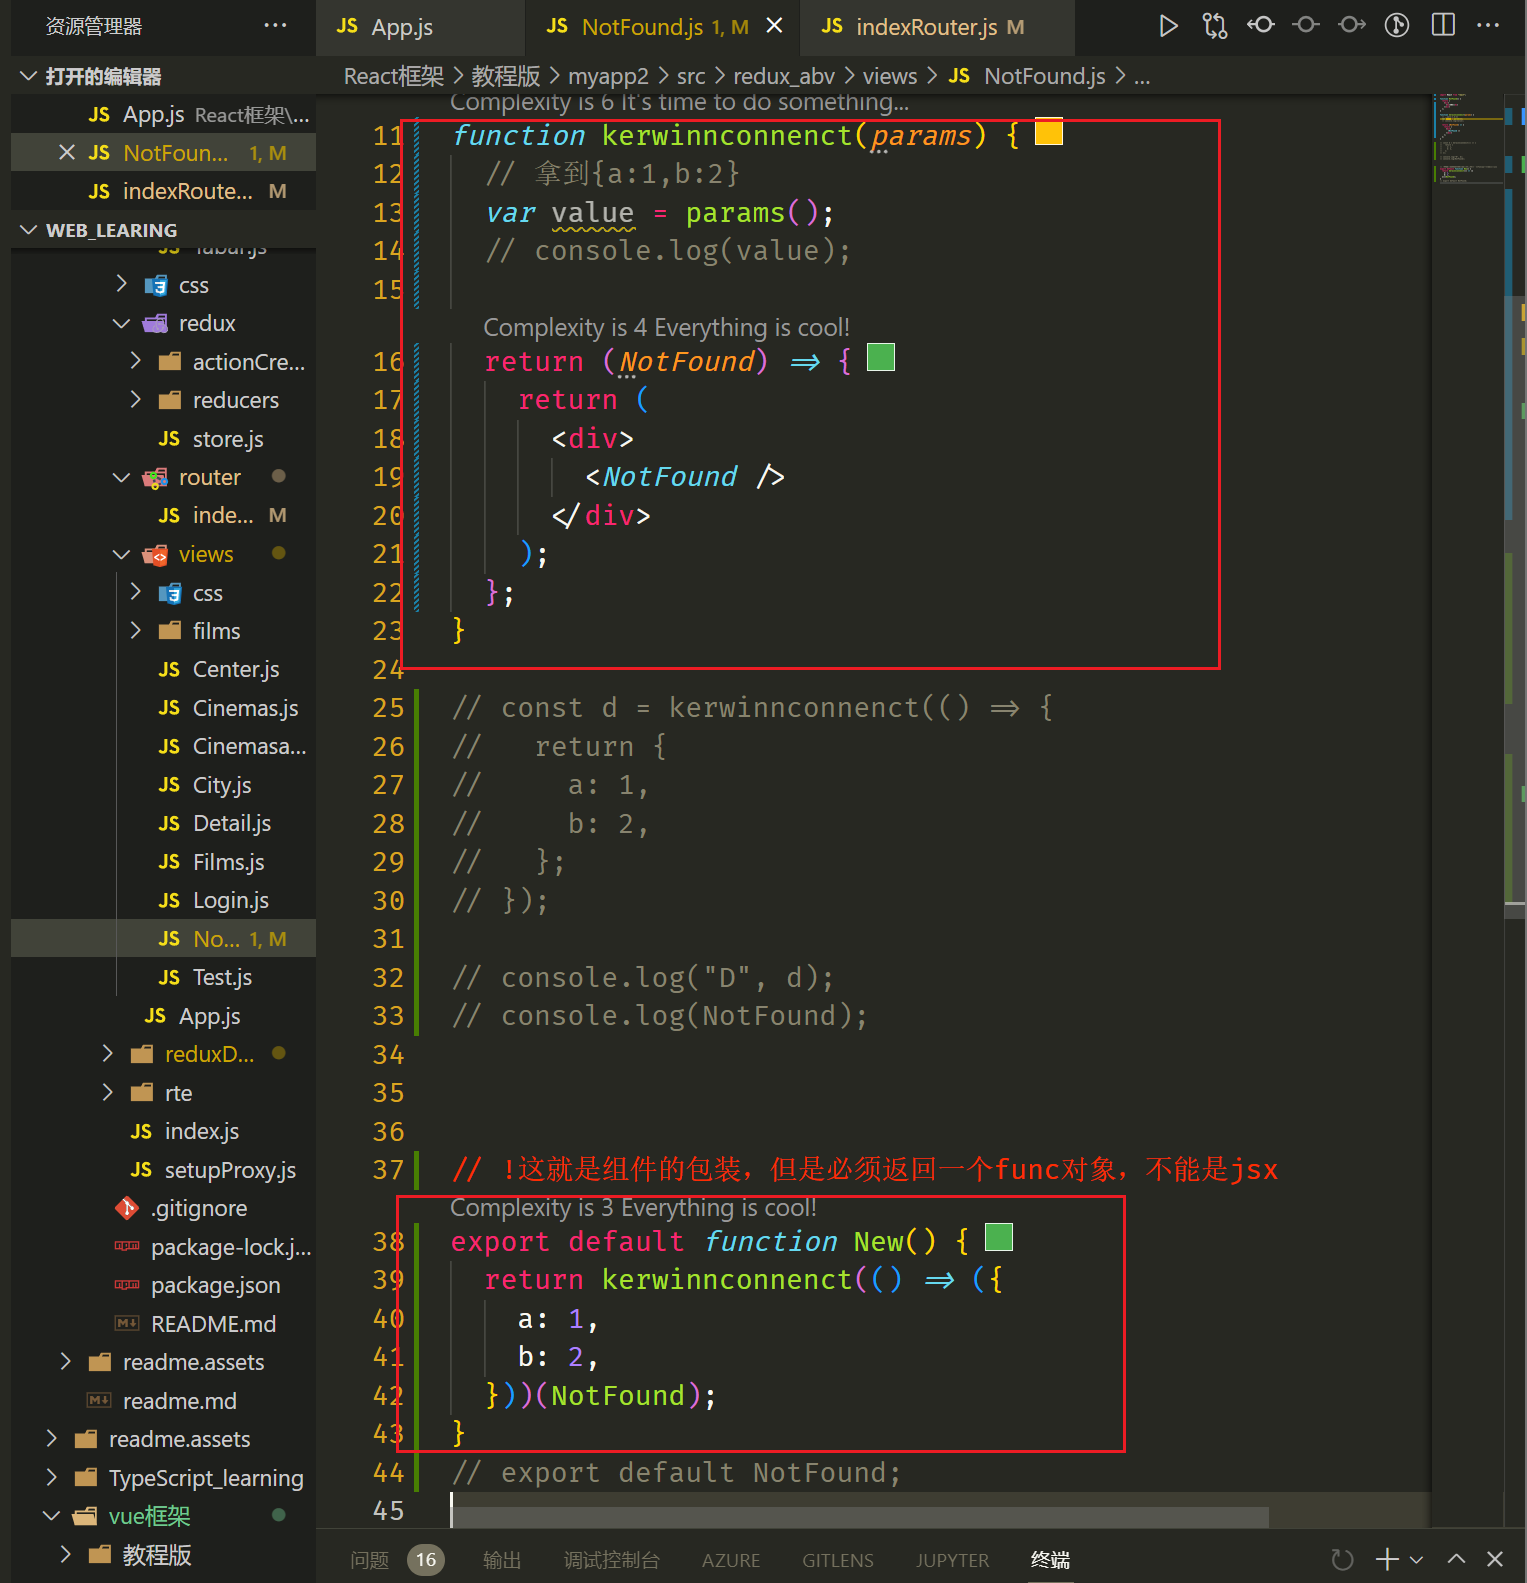 资源管理器 ···
JS App.js
JS NotFound.js 1, M ×
JS indexRouter.js M
打开的编辑器
JS App.js React框架\...
× JS NotFoun... 1, M
JS indexRoute... M
WEB_LEARING
JS Tabar.js
css
redux
actionCre...
reducers
JS store.js
router
JS inde... M
views
css
films
JS Center.js
JS Cinemas.js
JS Cinemasa...
JS City.js
JS Detail.js
JS Films.js
JS Login.js
JS No... 1, M
JS Test.js
JS App.js
reduxD...
rte
JS index.js
JS setupProxy.js
.gitignore
package-lock.j...
package.json
README.md
readme.assets
readme.md
readme.assets
TypeScript_learning
vue框架
教程版
React框架 > 教程版 > myapp2 > src > redux_abv > views > JS NotFound.js > ...
Complexity is 6 It's time to do something...
11 function kerwinnconnenct(params) {
12 // 拿到{a:1,b:2}
13 var value = params();
14 // console.log(value);
15
Complexity is 4 Everything is cool!
16 return (NotFound) => {
17 return (
18 <div>
19 <NotFound />
20 </div>
21 );
22 };
23 }
24
25 // const d = kerwinnconnenct(() => {
26 // return {
27 // a: 1,
28 // b: 2,
29 // };
30 // });
31
32 // console.log("D", d);
33 // console.log(NotFound);
34
35
36
37 // !这就是组件的包装，但是必须返回一个func对象，不能是jsx
Complexity is 3 Everything is cool!
38 export default function New() {
39 return kerwinnconnenct(() => ({
40 a: 1,
41 b: 2,
42 }))(NotFound);
43 }
44 // export default NotFound;
45
问题 16 输出 调试控制台 AZURE GITLENS JUPYTER 终端